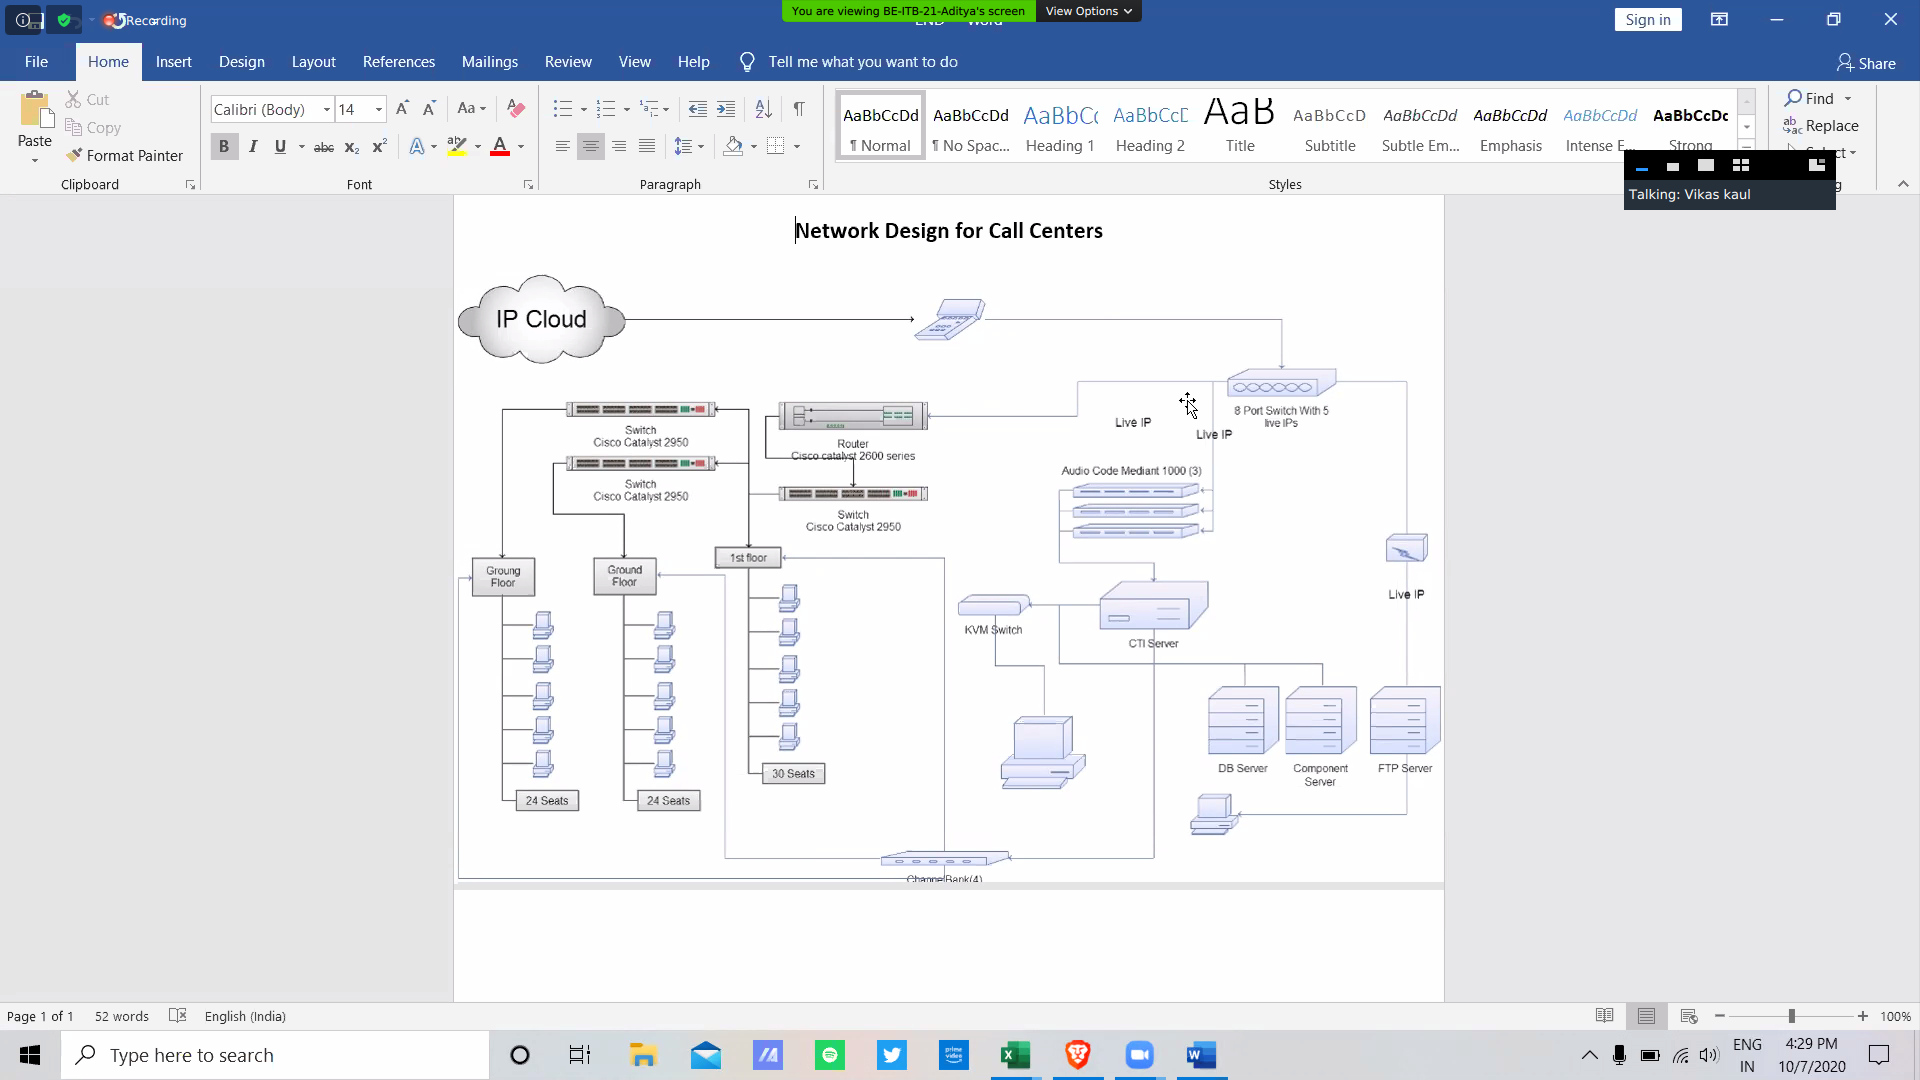 Recording
You are viewing BE-ITB-21-Aditya's screen
View Options
Sign in
File
Home
Insert
Design
Layout
References
Mailings
Review
View
Help
Tell me what you want to do
Share
Paste
Cut
Copy
Format Painter
Clipboard
Calibri (Body)
14
Font
Paragraph
AaBbCcDd
¶ Normal
AaBbCcDd
¶ No Spac...
AaBbCc
Heading 1
AaBbCcD
Heading 2
AaB
Title
AaBbCcD
Subtitle
AaBbCcDd
Subtle Em...
AaBbCcDd
Emphasis
AaBbCcDd
Intense E...
AaBbCcDc
Strong
Styles
Find
Replace
Select
Talking: Vikas kaul
Network Design for Call Centers
IP Cloud
8 Port Switch With 5
live IPs
Live IP
Live IP
Switch
Cisco Catalyst 2950
Router
Cisco catalyst 2600 series
Switch
Cisco Catalyst 2950
Audio Code Mediant 1000 (3)
Switch
Cisco Catalyst 2950
1st floor
Groung
Floor
Ground
Floor
Live IP
KVM Switch
CTI Server
DB Server
Component
Server
FTP Server
30 Seats
24 Seats
24 Seats
ChannelBank(4)
Page 1 of 1
52 words
English (India)
100%
Type here to search
prime video
ENG
IN
4:29 PM
10/7/2020